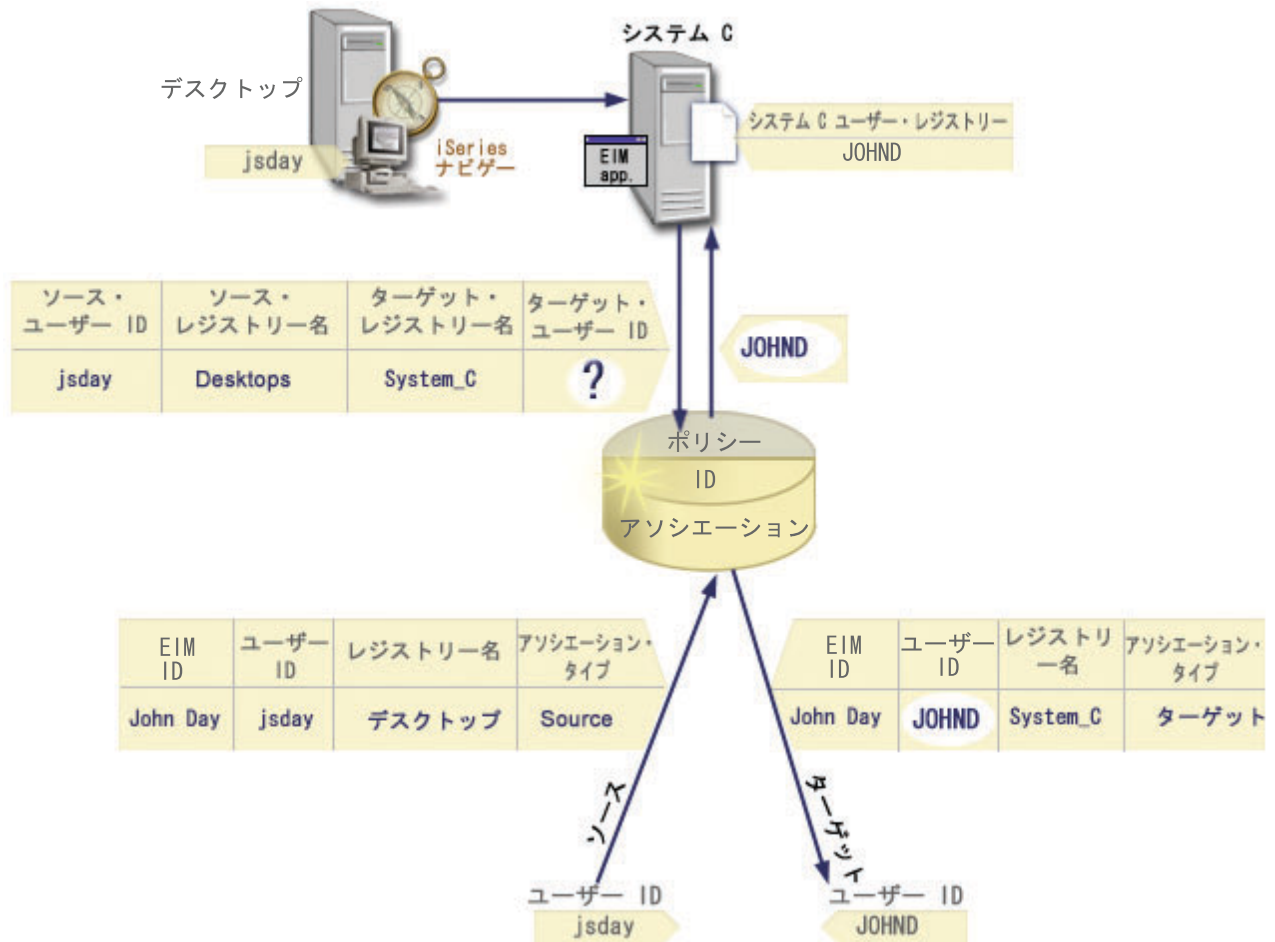 システム C
デスクトップ
jsday
iSeries
ナビゲー
EIM
app.
システム C ユーザー・レジストリー
JOHND
ソース・
ユーザー ID
ソース・
レジストリー名
ターゲット・
レジストリー名
ターゲット・
ユーザー ID
jsday
Desktops
System_C
?
JOHND
ポリシー
ID
アソシエーション
EIM
ID
ユーザー
ID
レジストリー名
アソシエーション・
タイプ
John Day
jsday
デスクトップ
Source
EIM
ID
ユーザー
ID
レジストリ
ー名
アソシエーション・
タイプ
John Day
JOHND
System_C
ターゲット
ソース
ターゲット
ユーザー ID
jsday
ユーザー ID
JOHND